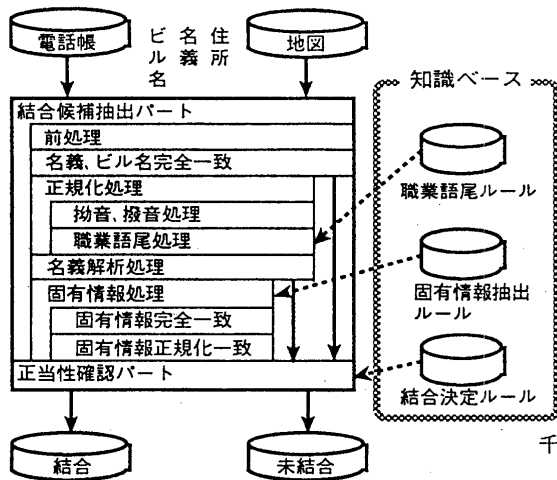 電話帳
ビル名
名義
住所
地図
知識ベース
結合候補抽出パート
前処理
名義、ビル名完全一致
正規化処理
拗音、撥音処理
職業語尾処理
名義解析処理
固有情報処理
固有情報完全一致
固有情報正規化一致
正当性確認パート
職業語尾ルール
固有情報抽出
ルール
結合決定ルール
結合
未結合
千